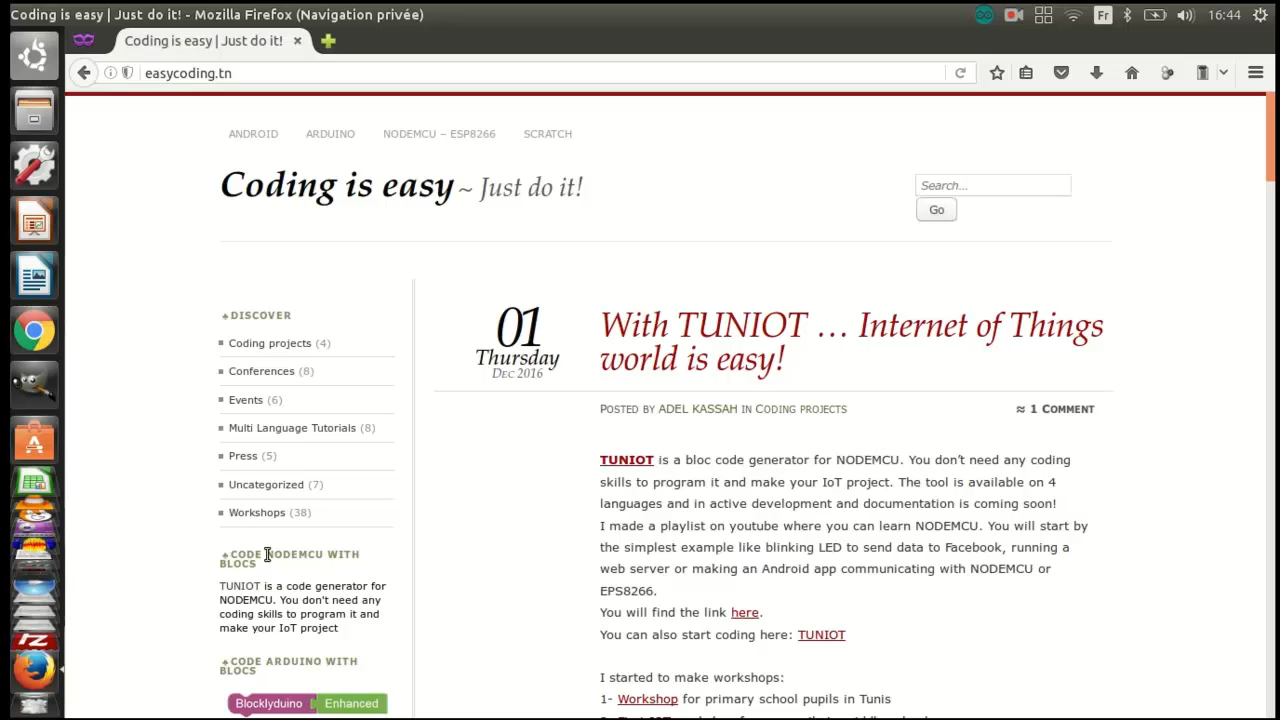 Coding is easy | Just do it! - Mozilla Firefox (Navigation privée)
Fr
16:44
Coding is easy | Just do it!
easycoding.tn
ANDROID ARDUINO NODEMCU – ESP8266 SCRATCH
Coding is easy ~ Just do it!
Search...
Go
DISCOVER
Coding projects (4)
Conferences (8)
Events (6)
Multi Language Tutorials (8)
Press (5)
Uncategorized (7)
Workshops (38)
CODE NODEMCU WITH
BLOCS
TUNIOT is a code generator for
NODEMCU. You don't need any
coding skills to program it and
make your IoT project
CODE ARDUINO WITH
BLOCS
Blocklyduino Enhanced
01
Thursday
DEC 2016
With TUNIOT … Internet of Things
world is easy!
POSTED BY ADEL KASSAH IN CODING PROJECTS
≈ 1 COMMENT
TUNIOT is a bloc code generator for NODEMCU. You don’t need any coding
skills to program it and make your IoT project. The tool is available on 4
languages and in active development and documentation is coming soon!
I made a playlist on youtube where you can learn NODEMCU. You will start by
the simplest example like blinking LED to send data to Facebook, running a
web server or making an Android app communicating with NODEMCU or
EPS8266.
You will find the link here.
You can also start coding here: TUNIOT
I started to make workshops:
1- Workshop for primary school pupils in Tunis